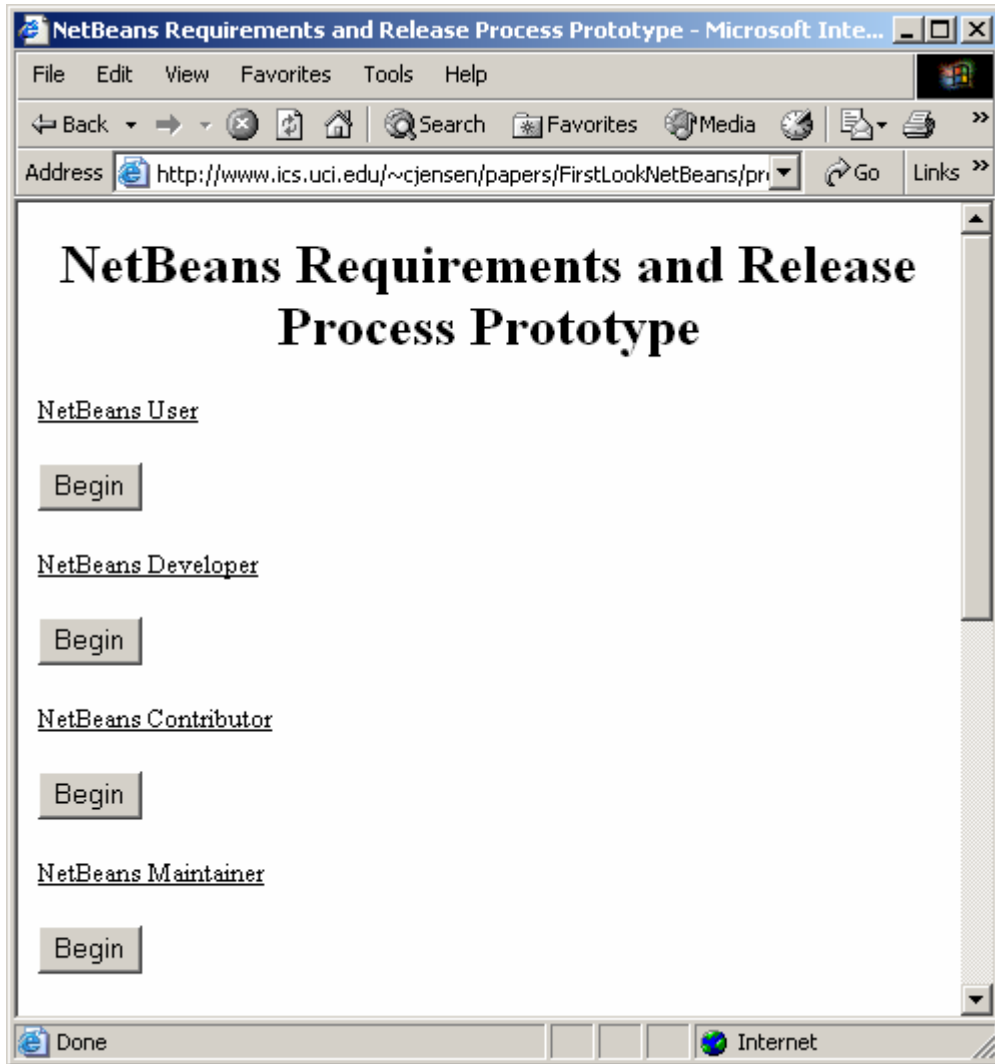 NetBeans Requirements and Release Process Prototype - Microsoft Inte...
File Edit View Favorites Tools Help
Back Search Favorites Media »
Address http://www.ics.uci.edu/~cjensen/papers/FirstLookNetBeans/pr Go Links »
NetBeans Requirements and Release
Process Prototype
NetBeans User
Begin
NetBeans Developer
Begin
NetBeans Contributor
Begin
NetBeans Maintainer
Begin
Done Internet